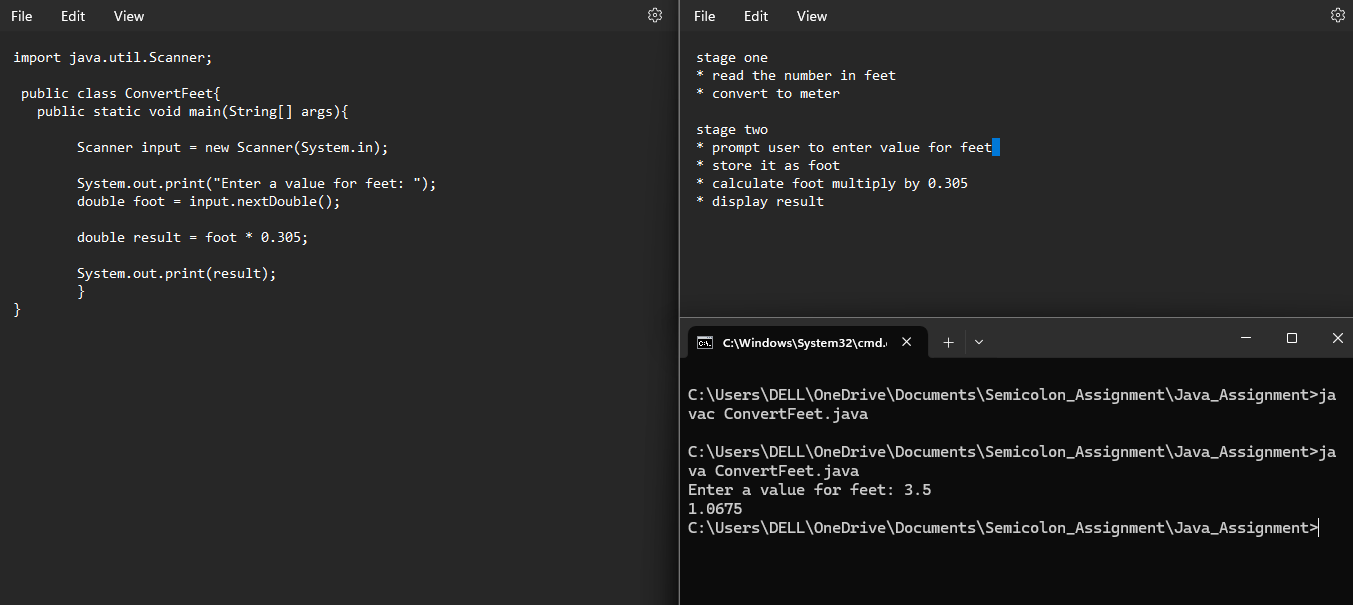 File Edit View
import java.util.Scanner;
public class ConvertFeet{
public static void main(String[] args){
Scanner input = new Scanner(System.in);
System.out.print("Enter a value for feet: ");
double foot = input.nextDouble();
double result = foot * 0.305;
System.out.print(result);
}
}
File Edit View
stage one
* read the number in feet
* convert to meter
stage two
* prompt user to enter value for feet
* store it as foot
* calculate foot multiply by 0.305
* display result
C:\Windows\System32\cmd.
C:\Users\DELL\OneDrive\Documents\Semicolon_Assignment\Java_Assignment>ja
vac ConvertFeet.java
C:\Users\DELL\OneDrive\Documents\Semicolon_Assignment\Java_Assignment>ja
va ConvertFeet.java
Enter a value for feet: 3.5
1.0675
C:\Users\DELL\OneDrive\Documents\Semicolon_Assignment\Java_Assignment>